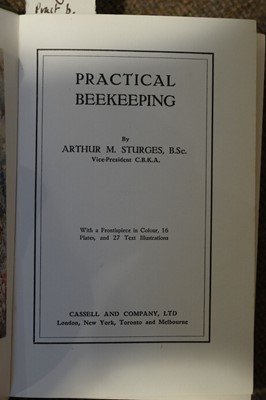 Pract b.
PRACTICAL
BEEKEEPING
By
ARTHUR M. STURGES, B.Sc.
Vice-President C.B.K.A.
With a Frontispiece in Colour, 16
Plates, and 27 Text Illustrations
CASSELL AND COMPANY, LTD
London, New York, Toronto and Melbourne